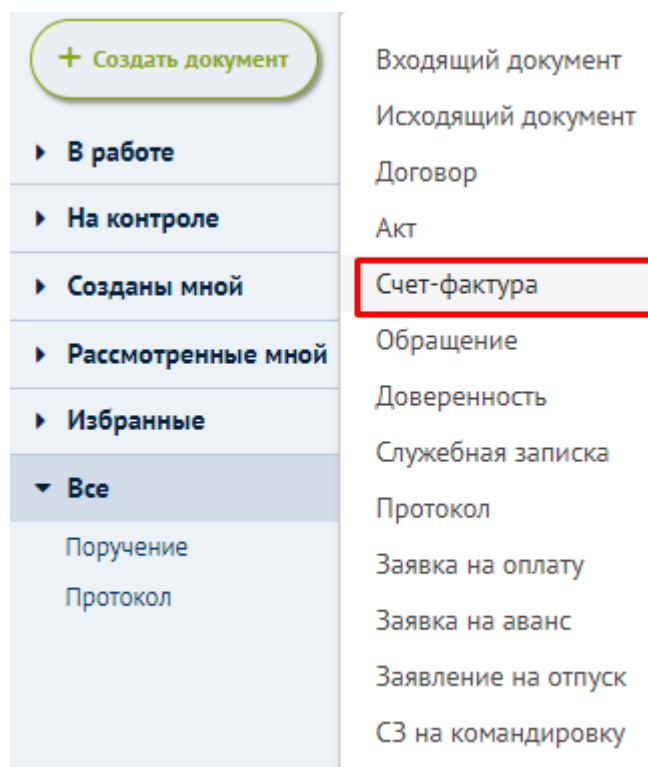 + Создать документ
В работе
На контроле
Созданы мной
Рассмотренные мной
Избранные
Все
Поручение
Протокол
Входящий документ
Исходящий документ
Договор
Акт
Счет-фактура
Обращение
Доверенность
Служебная записка
Протокол
Заявка на оплату
Заявка на аванс
Заявление на отпуск
СЗ на командировку